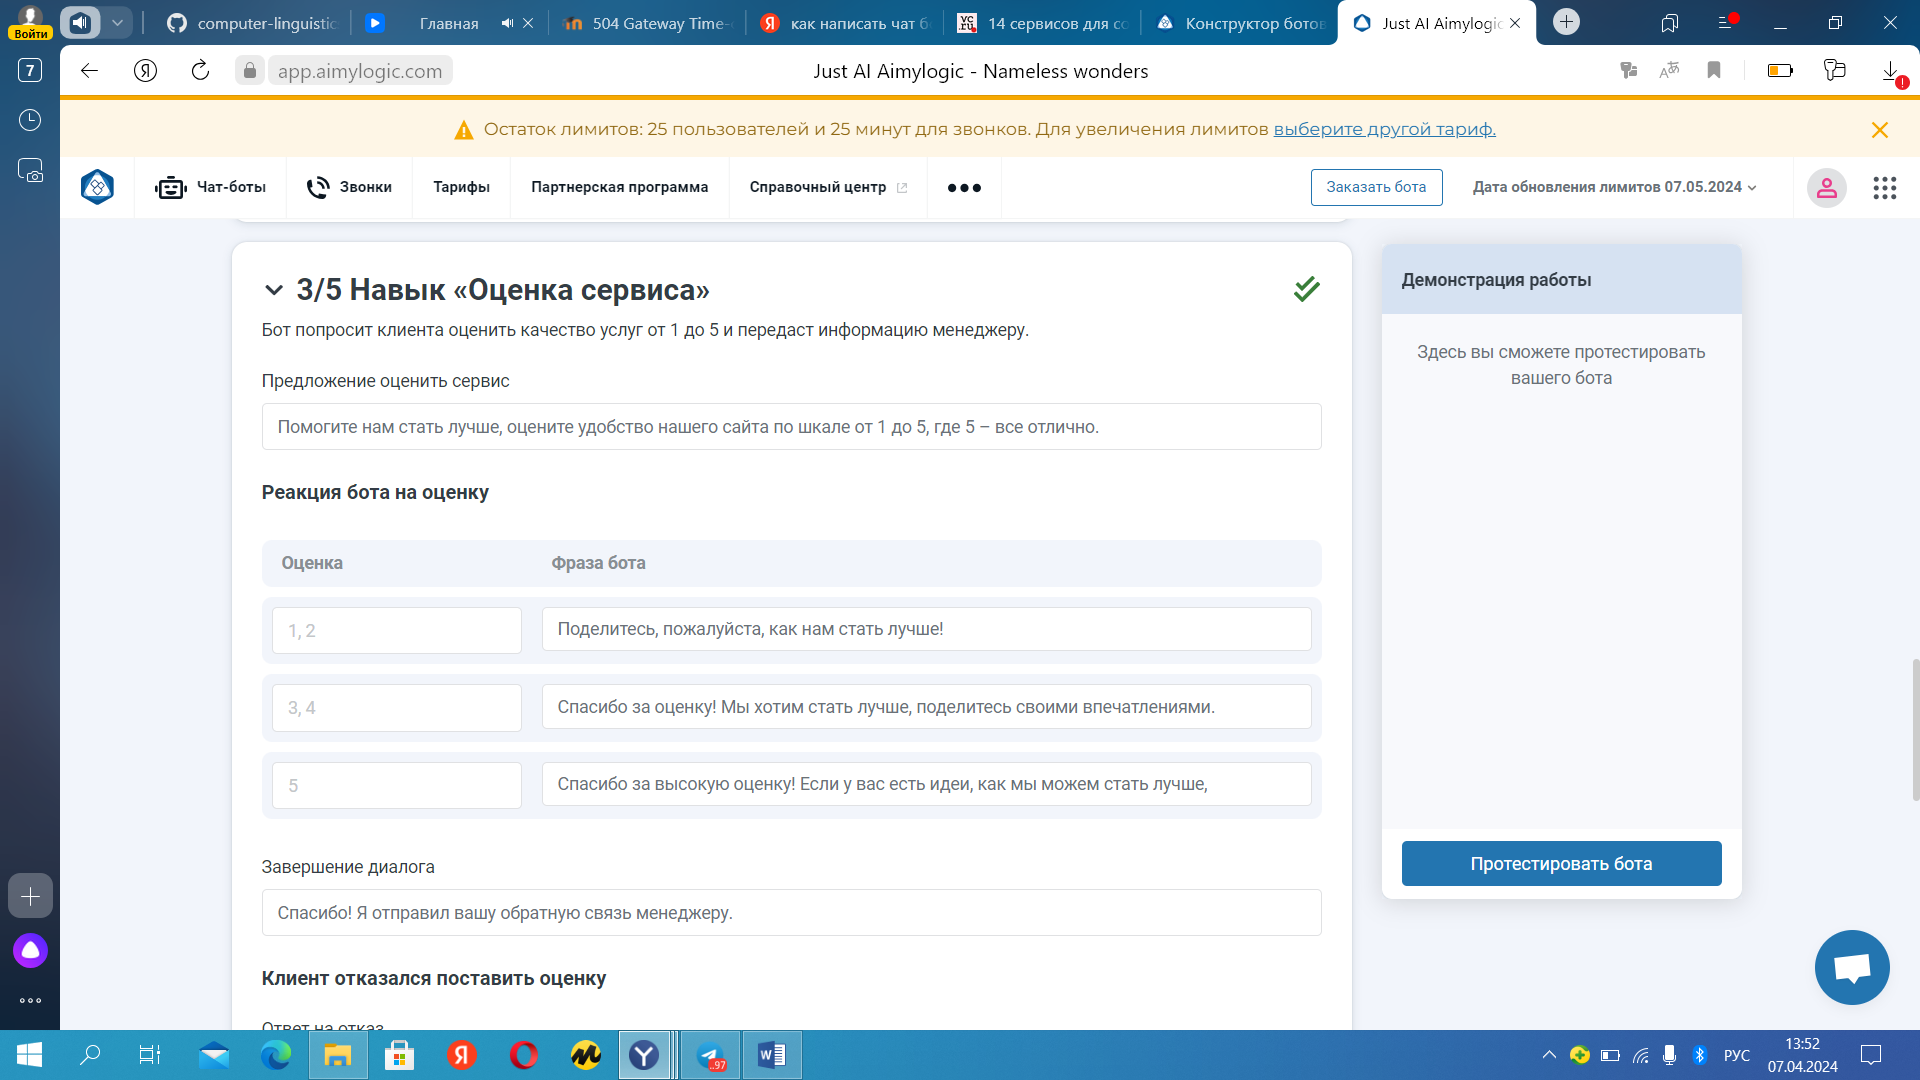 Войти
computer-linguistic
Главная
504 Gateway Time-
как написать чат б
14 сервисов для со
Конструктор ботов
Just AI Aimylogic
7
Я
app.aimylogic.com
Just AI Aimylogic - Nameless wonders
Остаток лимитов: 25 пользователей и 25 минут для звонков. Для увеличения лимитов выберите другой тариф.
Чат-боты
Звонки
Тарифы
Партнерская программа
Справочный центр
Заказать бота
Дата обновления лимитов 07.05.2024
3/5 Навык «Оценка сервиса»
Бот попросит клиента оценить качество услуг от 1 до 5 и передаст информацию менеджеру.
Предложение оценить сервис
Помогите нам стать лучше, оцените удобство нашего сайта по шкале от 1 до 5, где 5 – все отлично.
Реакция бота на оценку
Оценка
Фраза бота
1, 2
Поделитесь, пожалуйста, как нам стать лучше!
3, 4
Спасибо за оценку! Мы хотим стать лучше, поделитесь своими впечатлениями.
5
Спасибо за высокую оценку! Если у вас есть идеи, как мы можем стать лучше,
Завершение диалога
Спасибо! Я отправил вашу обратную связь менеджеру.
Клиент отказался поставить оценку
Ответ на отказ
Демонстрация работы
Здесь вы сможете протестировать
вашего бота
Протестировать бота
..97
РУС
13:52
07.04.2024